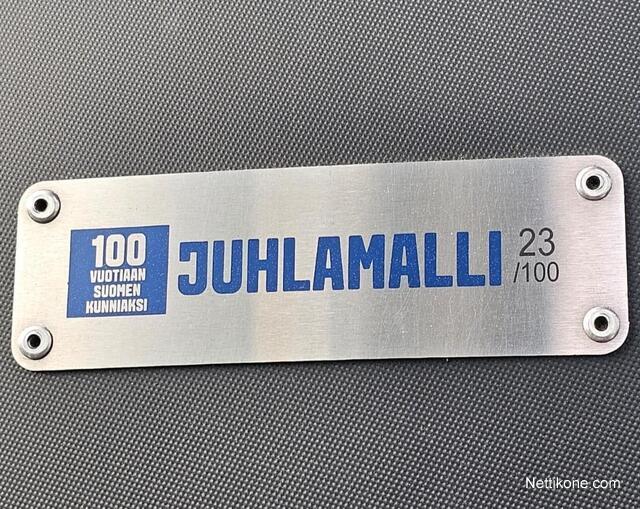 100
VUOTIAAN
SUOMEN
KUNNIAKSI
JUHLAMALLI
23
/100
Nettikone.com